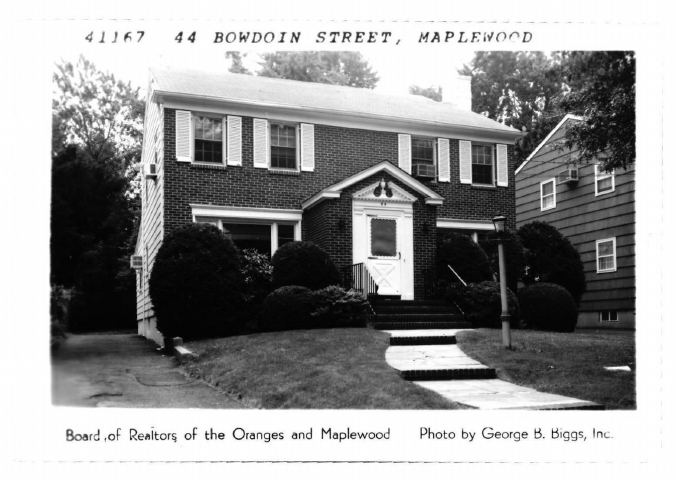 41167 44 BOWDOIN STREET, MAPLEWOOD
Board of Realtors of the Oranges and Maplewood Photo by George B. Biggs, Inc.